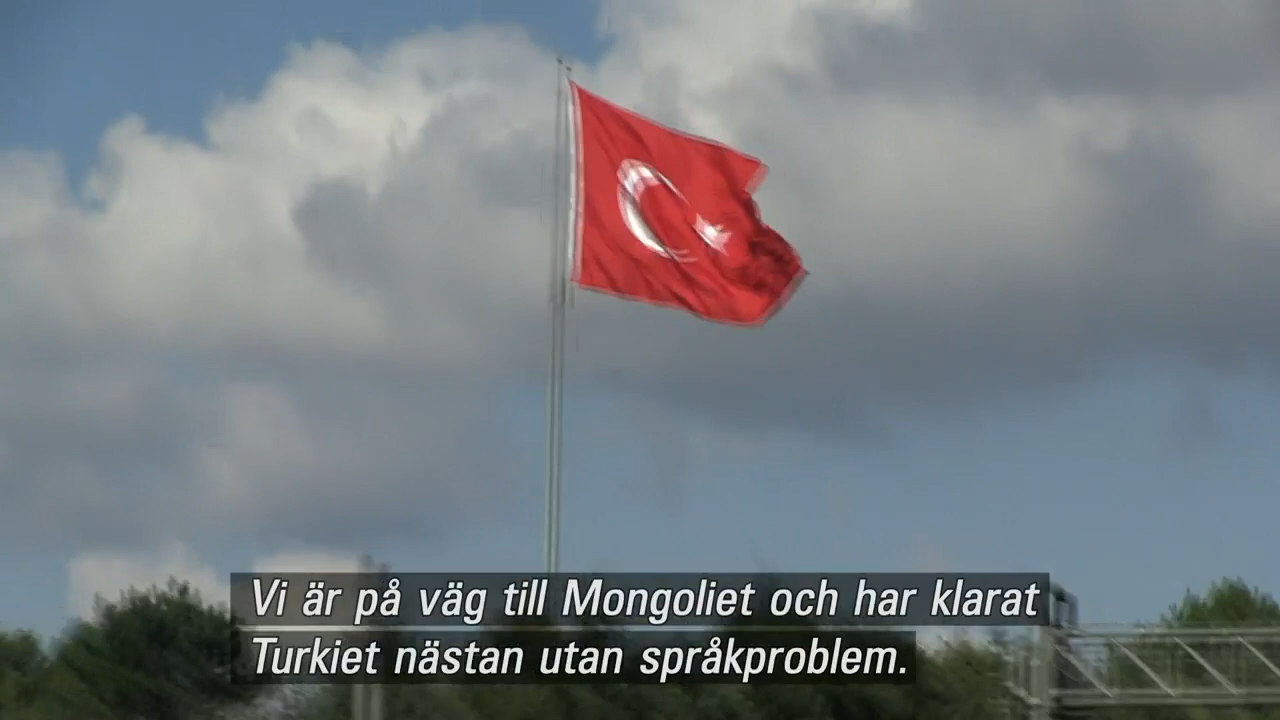 Vi är på väg till Mongoliet och har klarat
Turkiet nästan utan språkproblem.